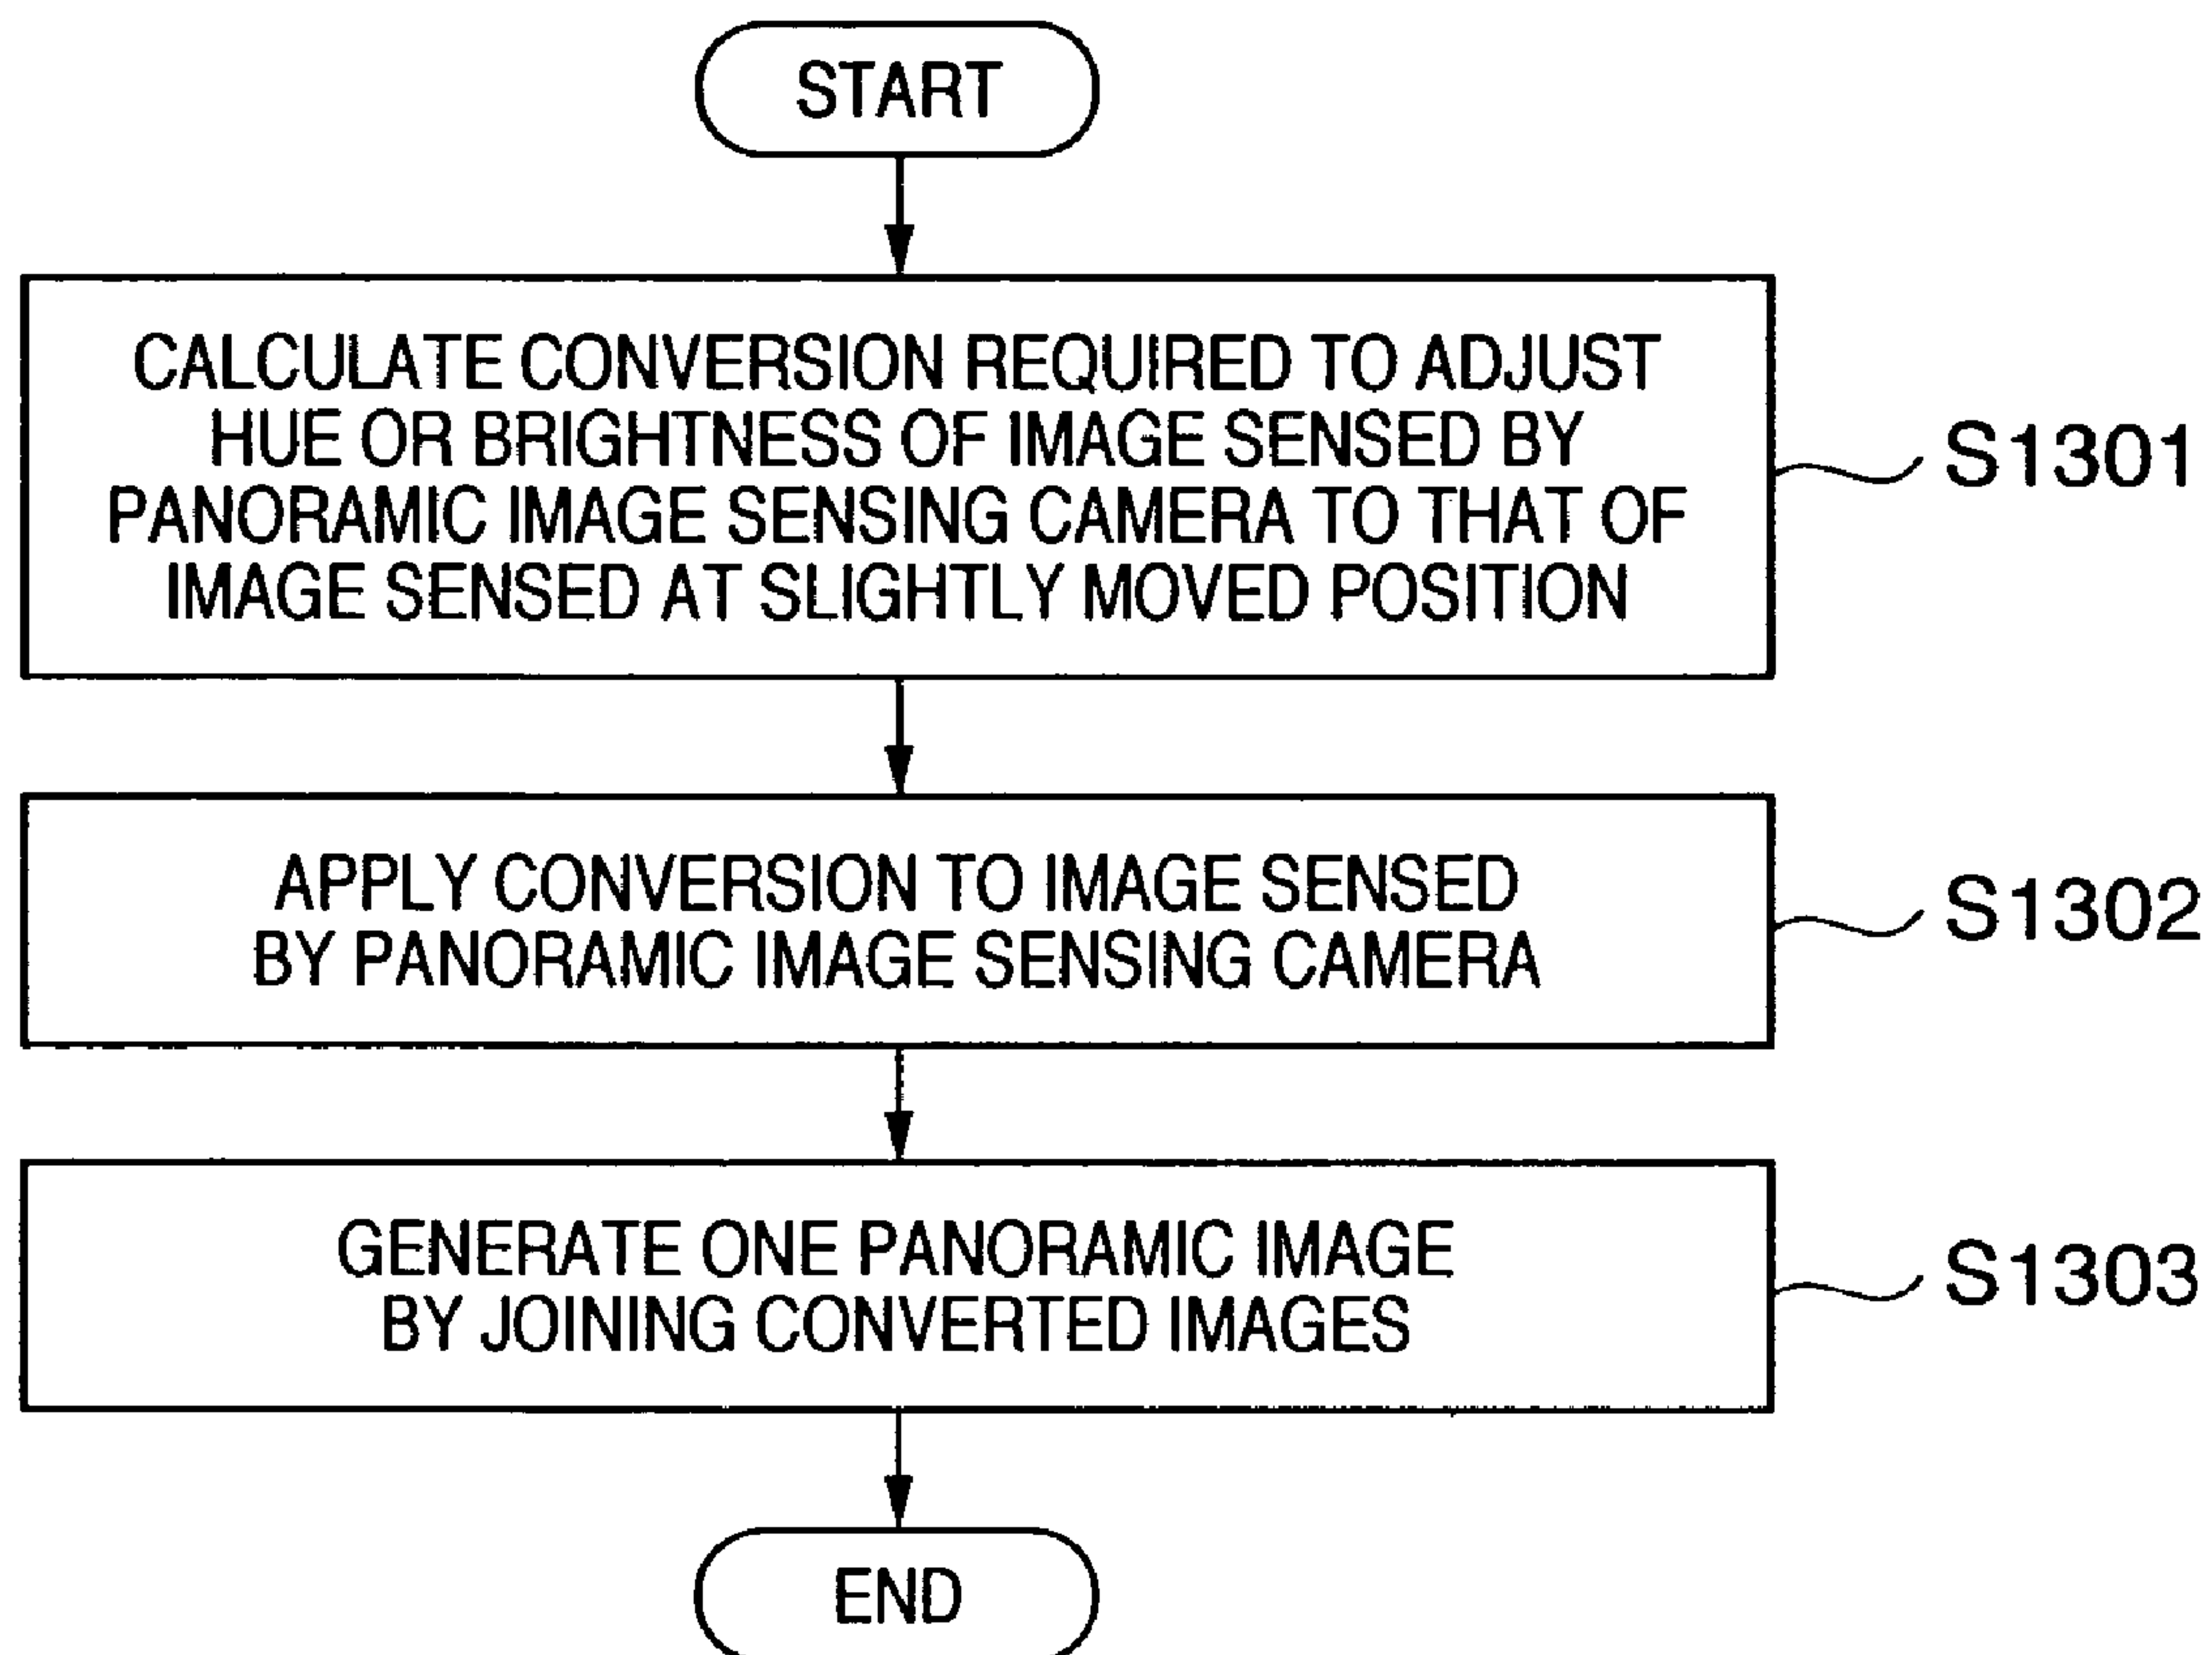 START
CALCULATE CONVERSION REQUIRED TO ADJUST
HUE OR BRIGHTNESS OF IMAGE SENSED BY
PANORAMIC IMAGE SENSING CAMERA TO THAT OF
IMAGE SENSED AT SLIGHTLY MOVED POSITION
S1301
APPLY CONVERSION TO IMAGE SENSED
BY PANORAMIC IMAGE SENSING CAMERA
S1302
GENERATE ONE PANORAMIC IMAGE
BY JOINING CONVERTED IMAGES
S1303
END